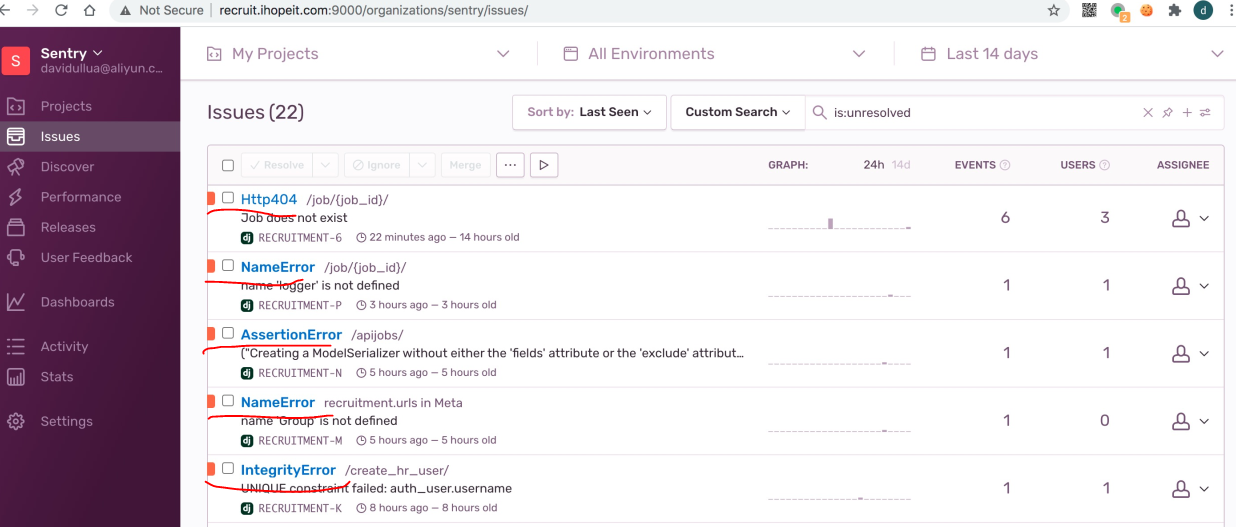 Not Secure | recruit.ihopeit.com:9000/organizations/sentry/issues/
2
d
S
Sentry
davidullua@aliyun.c...
Projects
Issues
Discover
Performance
Releases
User Feedback
Dashboards
Activity
Stats
Settings
My Projects
All Environments
Last 14 days
Issues (22)
Sort by: Last Seen
Custom Search
is:unresolved
Resolve
Ignore
Merge
GRAPH:
24h 14d
EVENTS
USERS
ASSIGNEE
Http404 /job/{job_id}/
Job does not exist
dj RECRUITMENT-6 22 minutes ago — 14 hours old
6
3
NameError /job/{job_id}/
name 'logger' is not defined
dj RECRUITMENT-P 3 hours ago — 3 hours old
1
1
AssertionError /apijobs/
("Creating a ModelSerializer without either the 'fields' attribute or the 'exclude' attribut...
dj RECRUITMENT-N 5 hours ago — 5 hours old
1
1
NameError recruitment.urls in Meta
name 'Group' is not defined
dj RECRUITMENT-M 5 hours ago — 5 hours old
1
0
IntegrityError /create_hr_user/
UNIQUE constraint failed: auth_user.username
dj RECRUITMENT-K 8 hours ago — 8 hours old
1
1